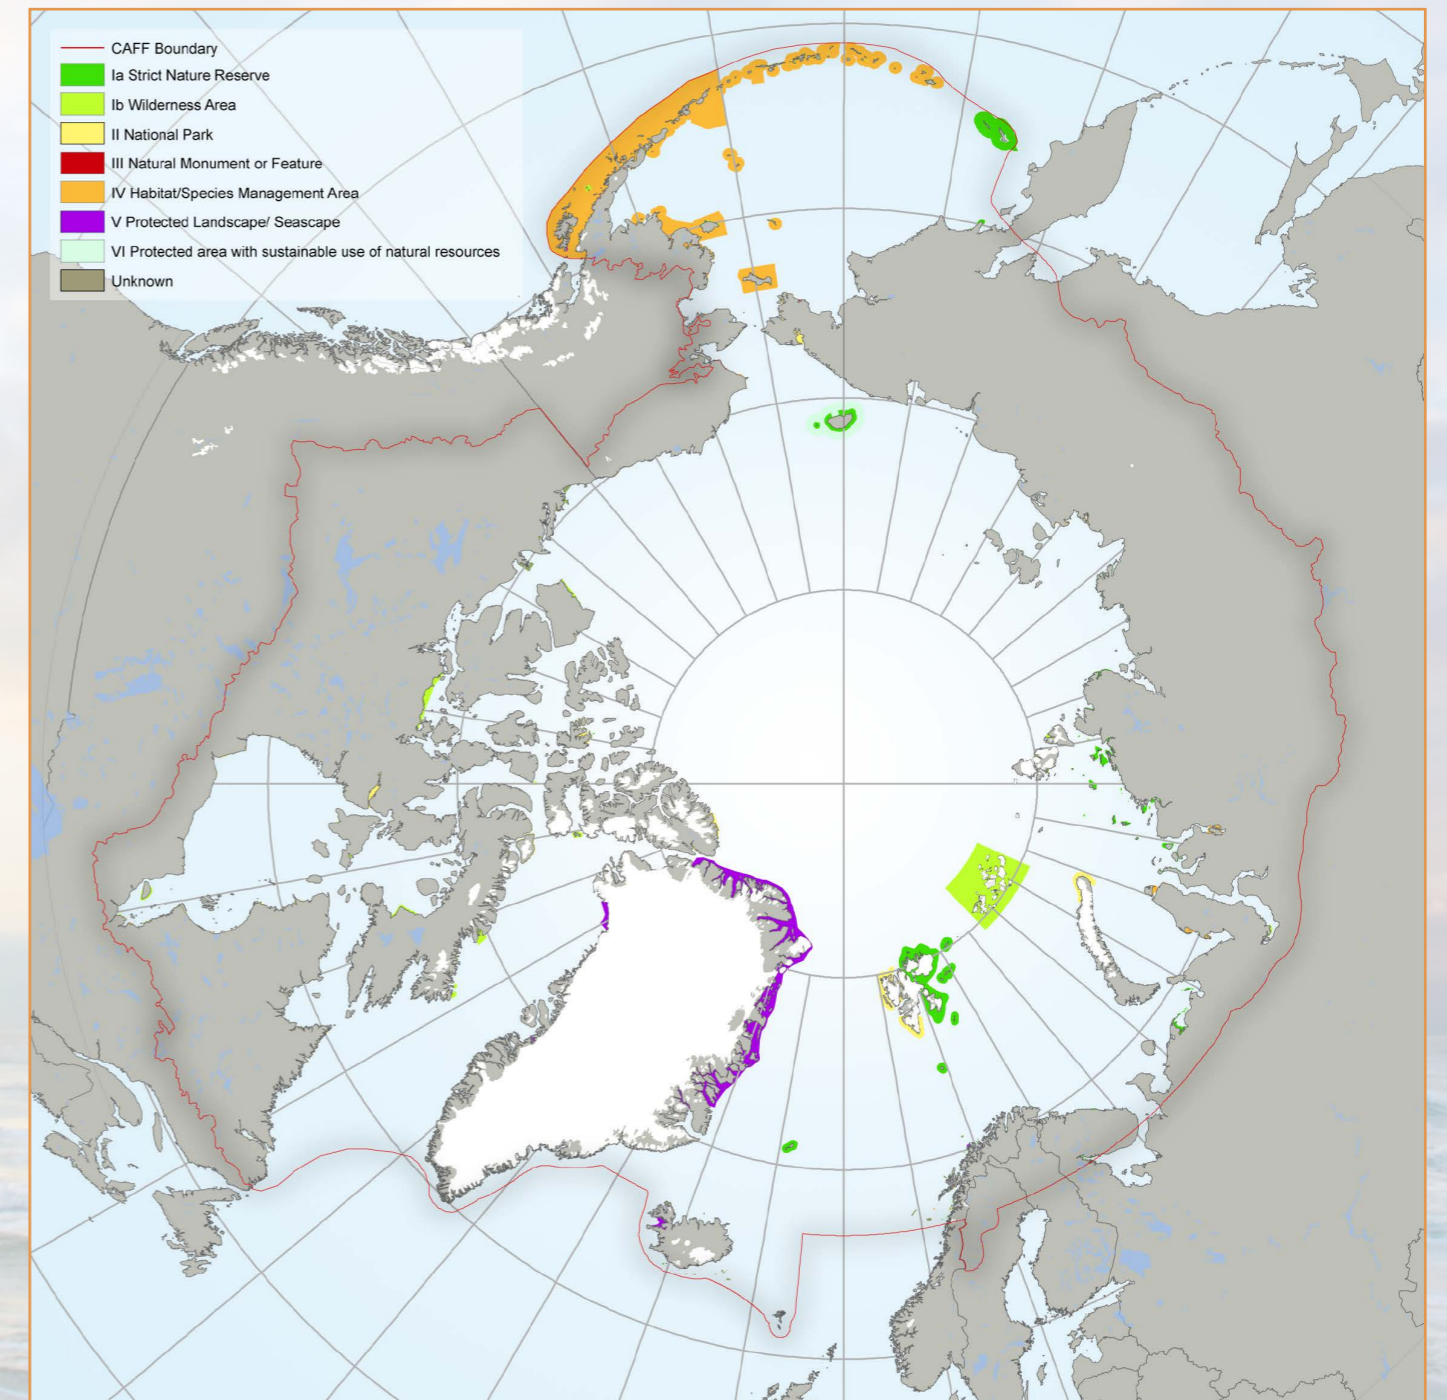 CAFF Boundary
Ia Strict Nature Reserve
Ib Wilderness Area
II National Park
III Natural Monument or Feature
IV Habitat/Species Management Area
V Protected Landscape/ Seascape
VI Protected area with sustainable use of natural resources
Unknown